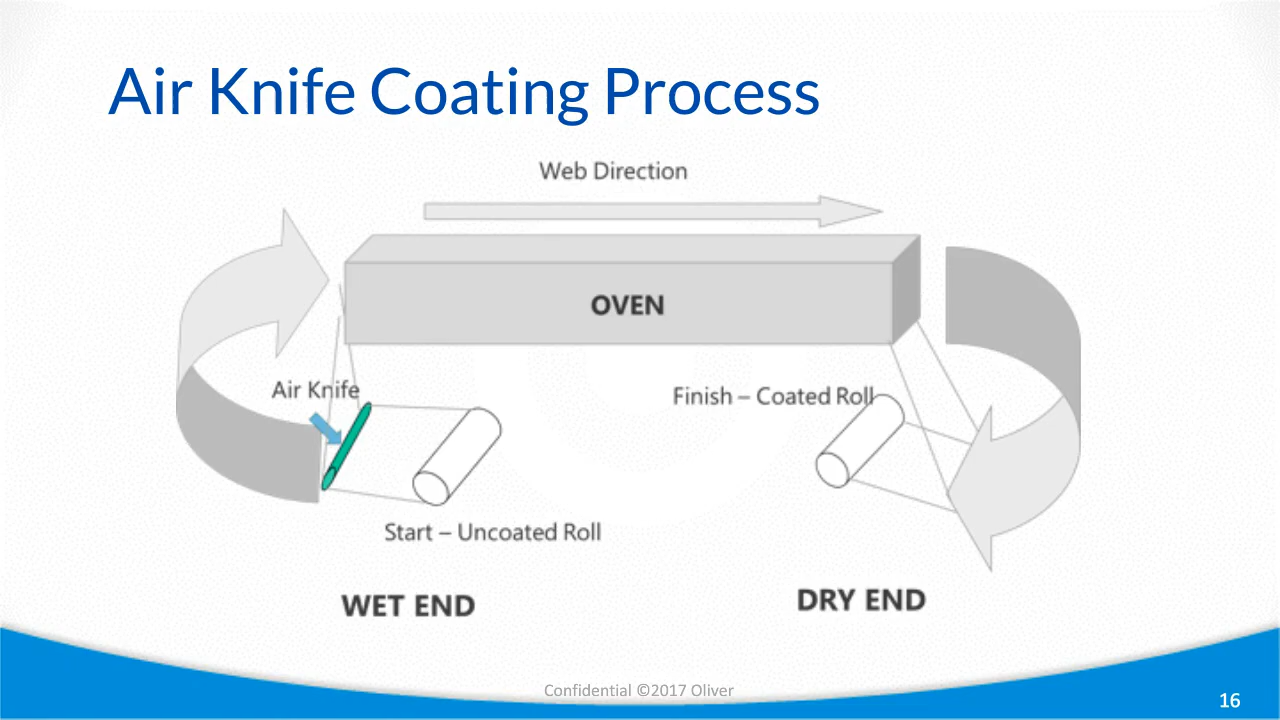 Air Knife Coating Process
Web Direction
OVEN
Air Knife
Finish – Coated Roll
Start – Uncoated Roll
WET END
DRY END
Confidential ©2017 Oliver
16